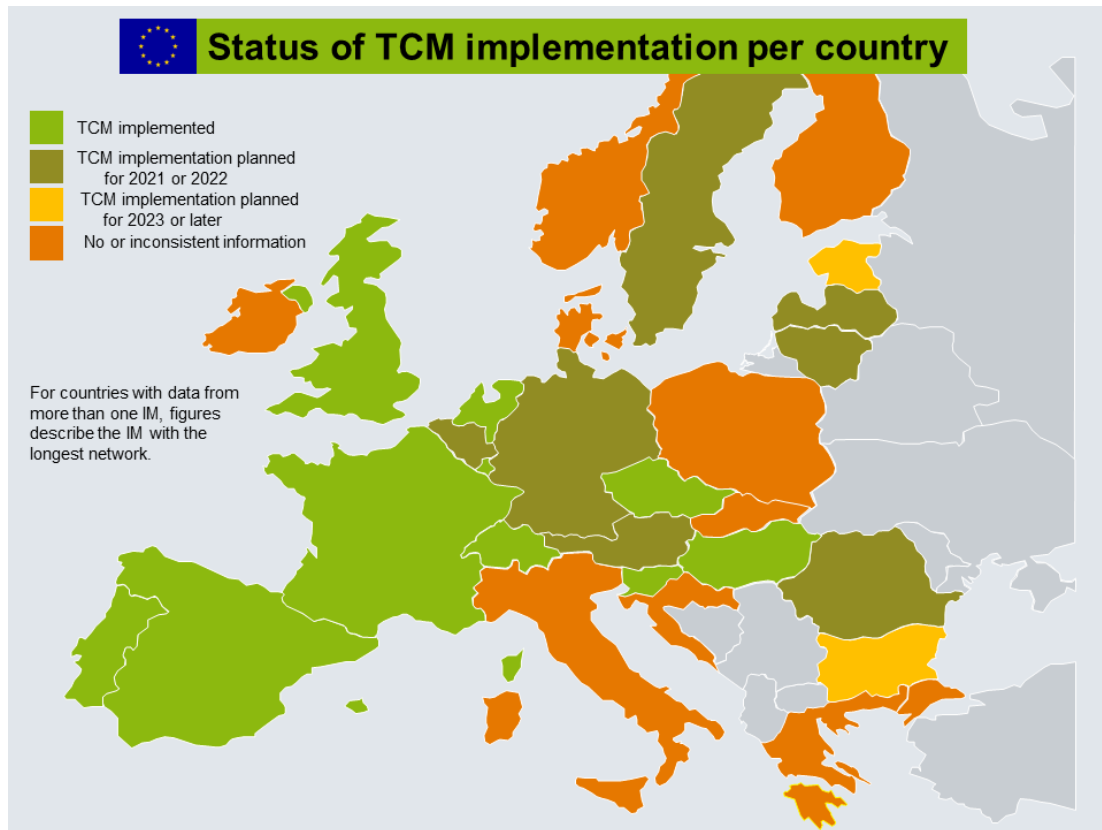 Status of TCM implementation per country
TCM implemented
TCM implementation planned
for 2021 or 2022
TCM implementation planned
for 2023 or later
No or inconsistent information
For countries with data from
more than one IM, figures
describe the IM with the
longest network.